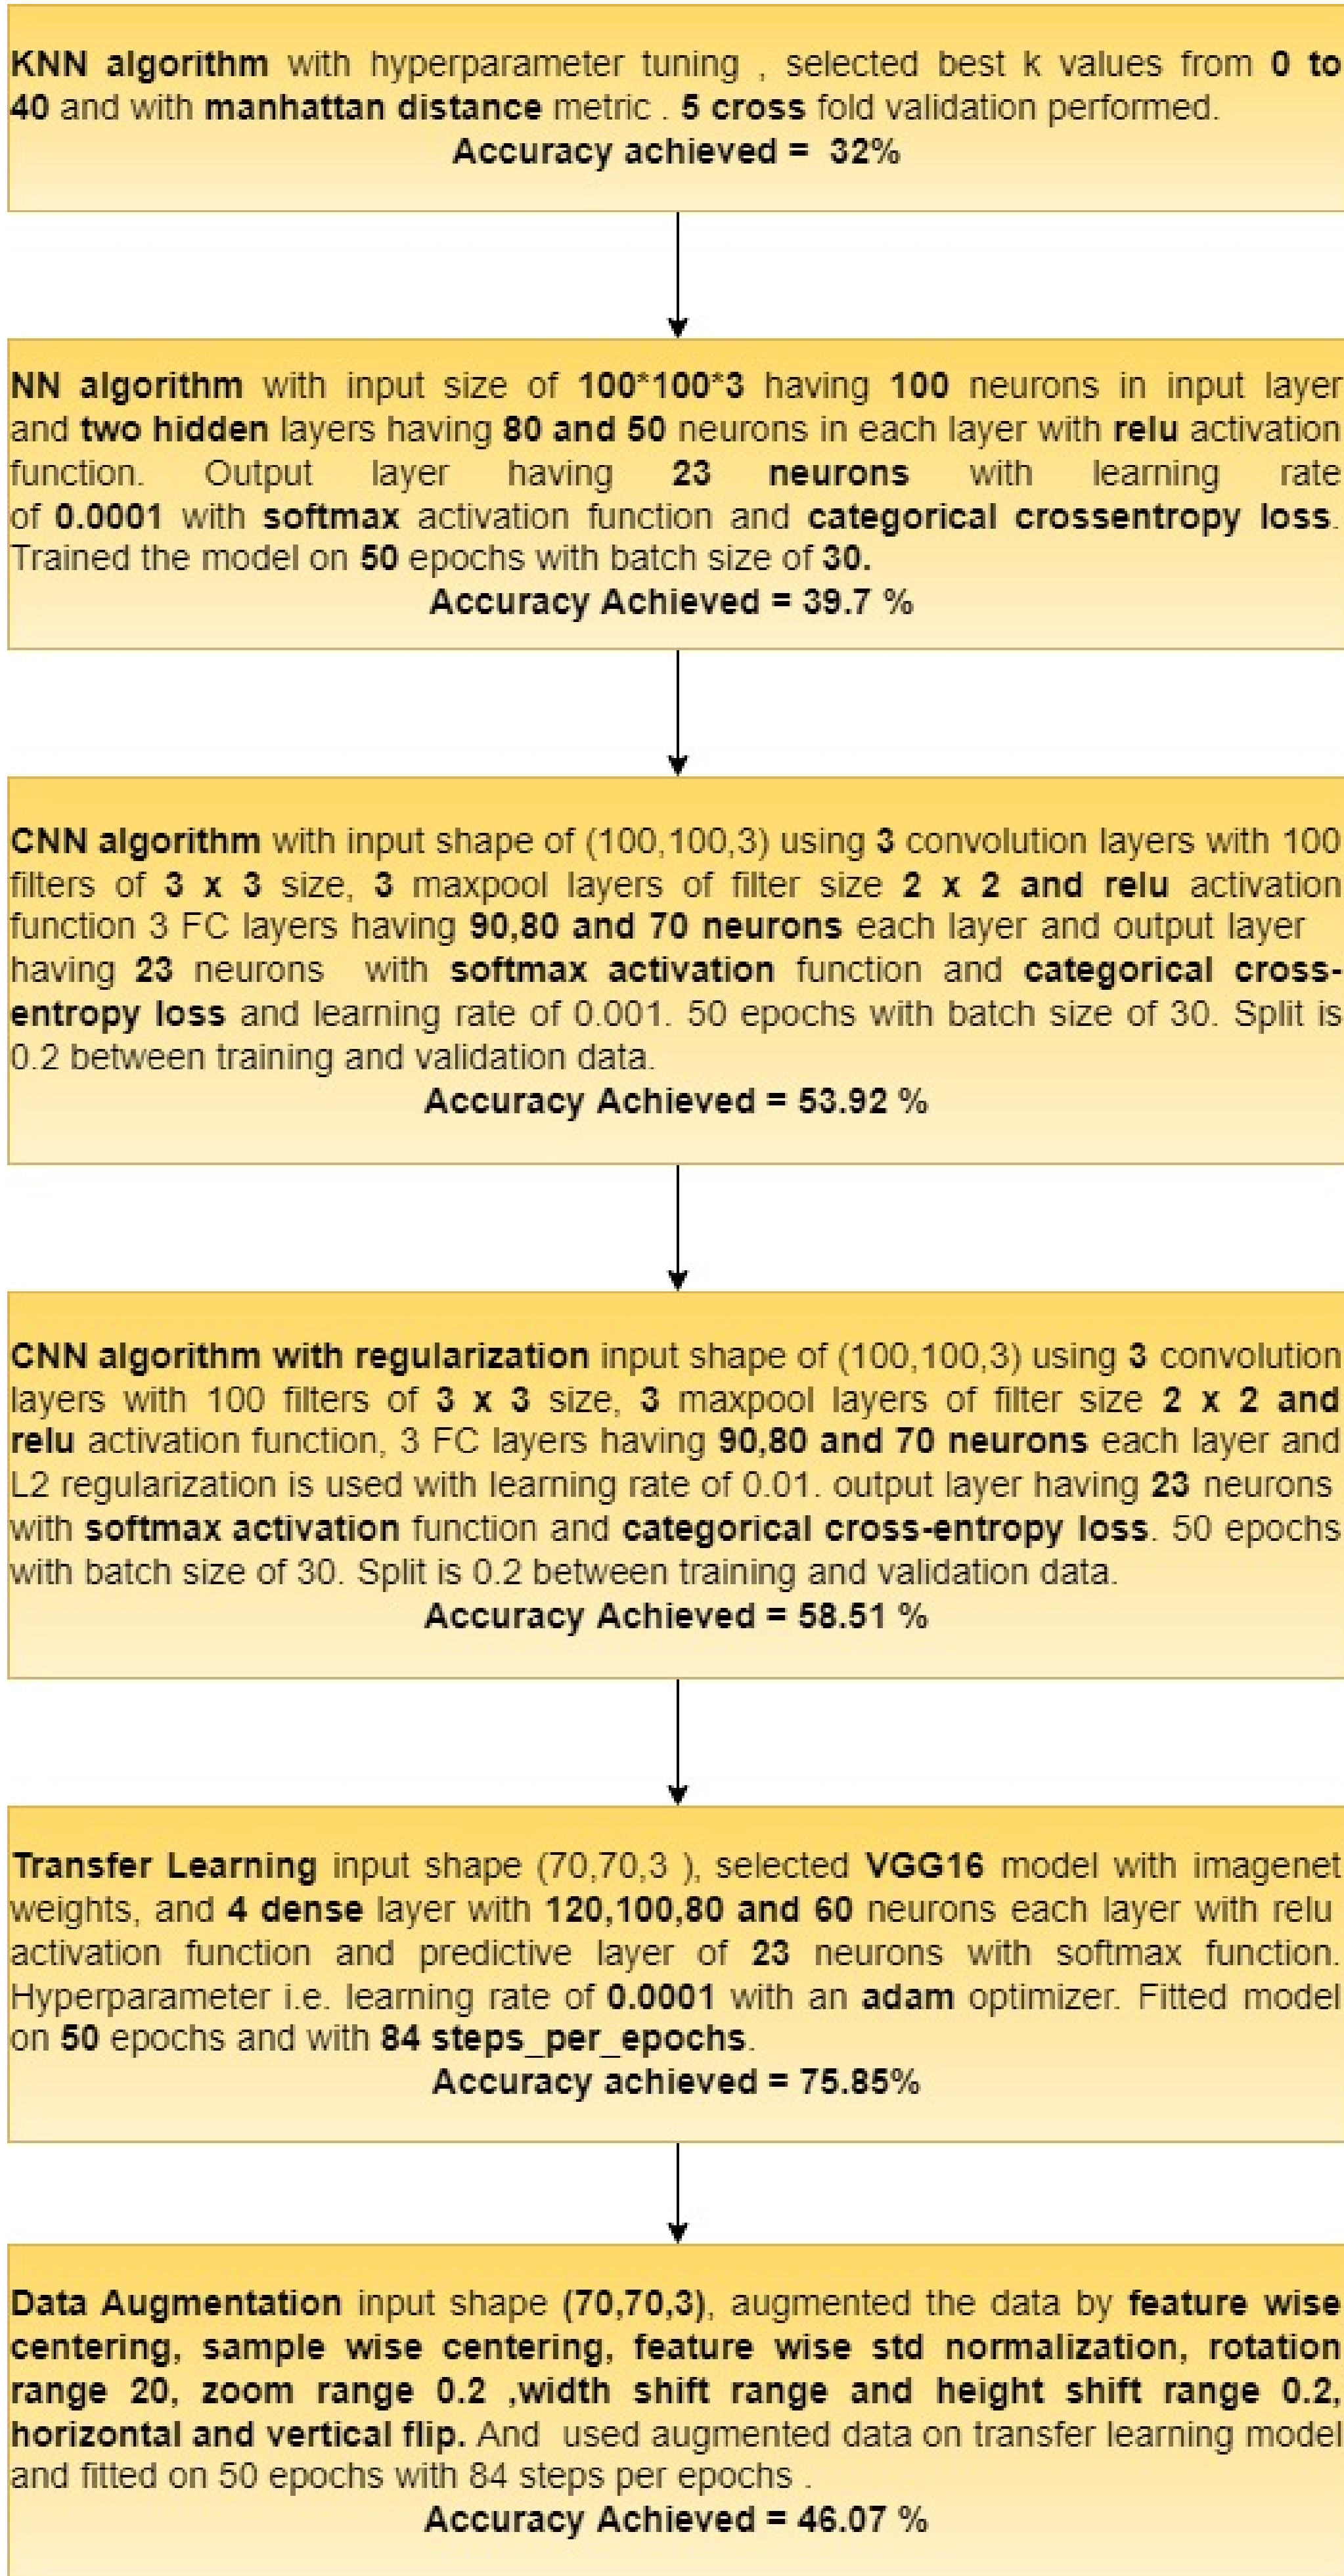 KNN algorithm with hyperparameter tuning , selected best k values from 0 to
40 and with manhattan distance metric . 5 cross fold validation performed.
Accuracy achieved = 32%
NN algorithm with input size of 100*100*3 having 100 neurons in input layer
and two hidden layers having 80 and 50 neurons in each layer with relu activation
function. Output layer having 23 neurons with learning rate
of 0.0001 with softmax activation function and categorical crossentropy loss.
Trained the model on 50 epochs with batch size of 30.
Accuracy Achieved = 39.7 %
CNN algorithm with input shape of (100,100,3) using 3 convolution layers with 100
filters of 3 x 3 size, 3 maxpool layers of filter size 2 x 2 and relu activation
function 3 FC layers having 90,80 and 70 neurons each layer and output layer
having 23 neurons with softmax activation function and categorical cross-
entropy loss and learning rate of 0.001. 50 epochs with batch size of 30. Split is
0.2 between training and validation data.
Accuracy Achieved = 53.92 %
CNN algorithm with regularization input shape of (100,100,3) using 3 convolution
layers with 100 filters of 3 x 3 size, 3 maxpool layers of filter size 2 x 2 and
relu activation function, 3 FC layers having 90,80 and 70 neurons each layer and
L2 regularization is used with learning rate of 0.01. output layer having 23 neurons
with softmax activation function and categorical cross-entropy loss. 50 epochs
with batch size of 30. Split is 0.2 between training and validation data.
Accuracy Achieved = 58.51 %
Transfer Learning input shape (70,70,3 ), selected VGG16 model with imagenet
weights, and 4 dense layer with 120,100,80 and 60 neurons each layer with relu
activation function and predictive layer of 23 neurons with softmax function.
Hyperparameter i.e. learning rate of 0.0001 with an adam optimizer. Fitted model
on 50 epochs and with 84 steps_per_epochs.
Accuracy achieved = 75.85%
Data Augmentation input shape (70,70,3), augmented the data by feature wise
centering, sample wise centering, feature wise std normalization, rotation
range 20, zoom range 0.2 ,width shift range and height shift range 0.2,
horizontal and vertical flip. And used augmented data on transfer learning model
and fitted on 50 epochs with 84 steps per epochs .
Accuracy Achieved = 46.07 %